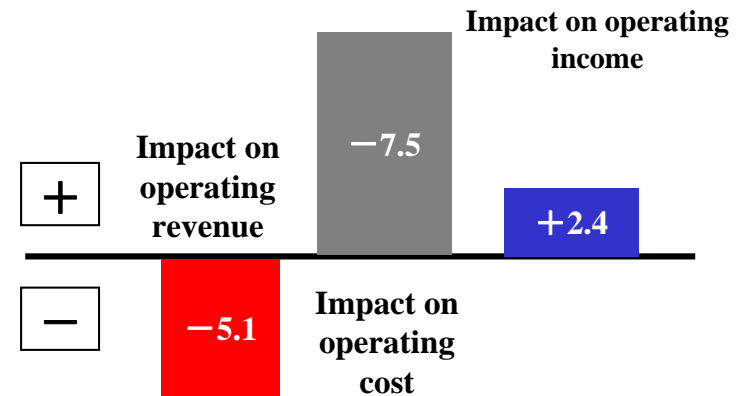 Impact on operating
income
Impact on
operating
revenue
−7.5
+
+2.4
−
−5.1
Impact on
operating
cost